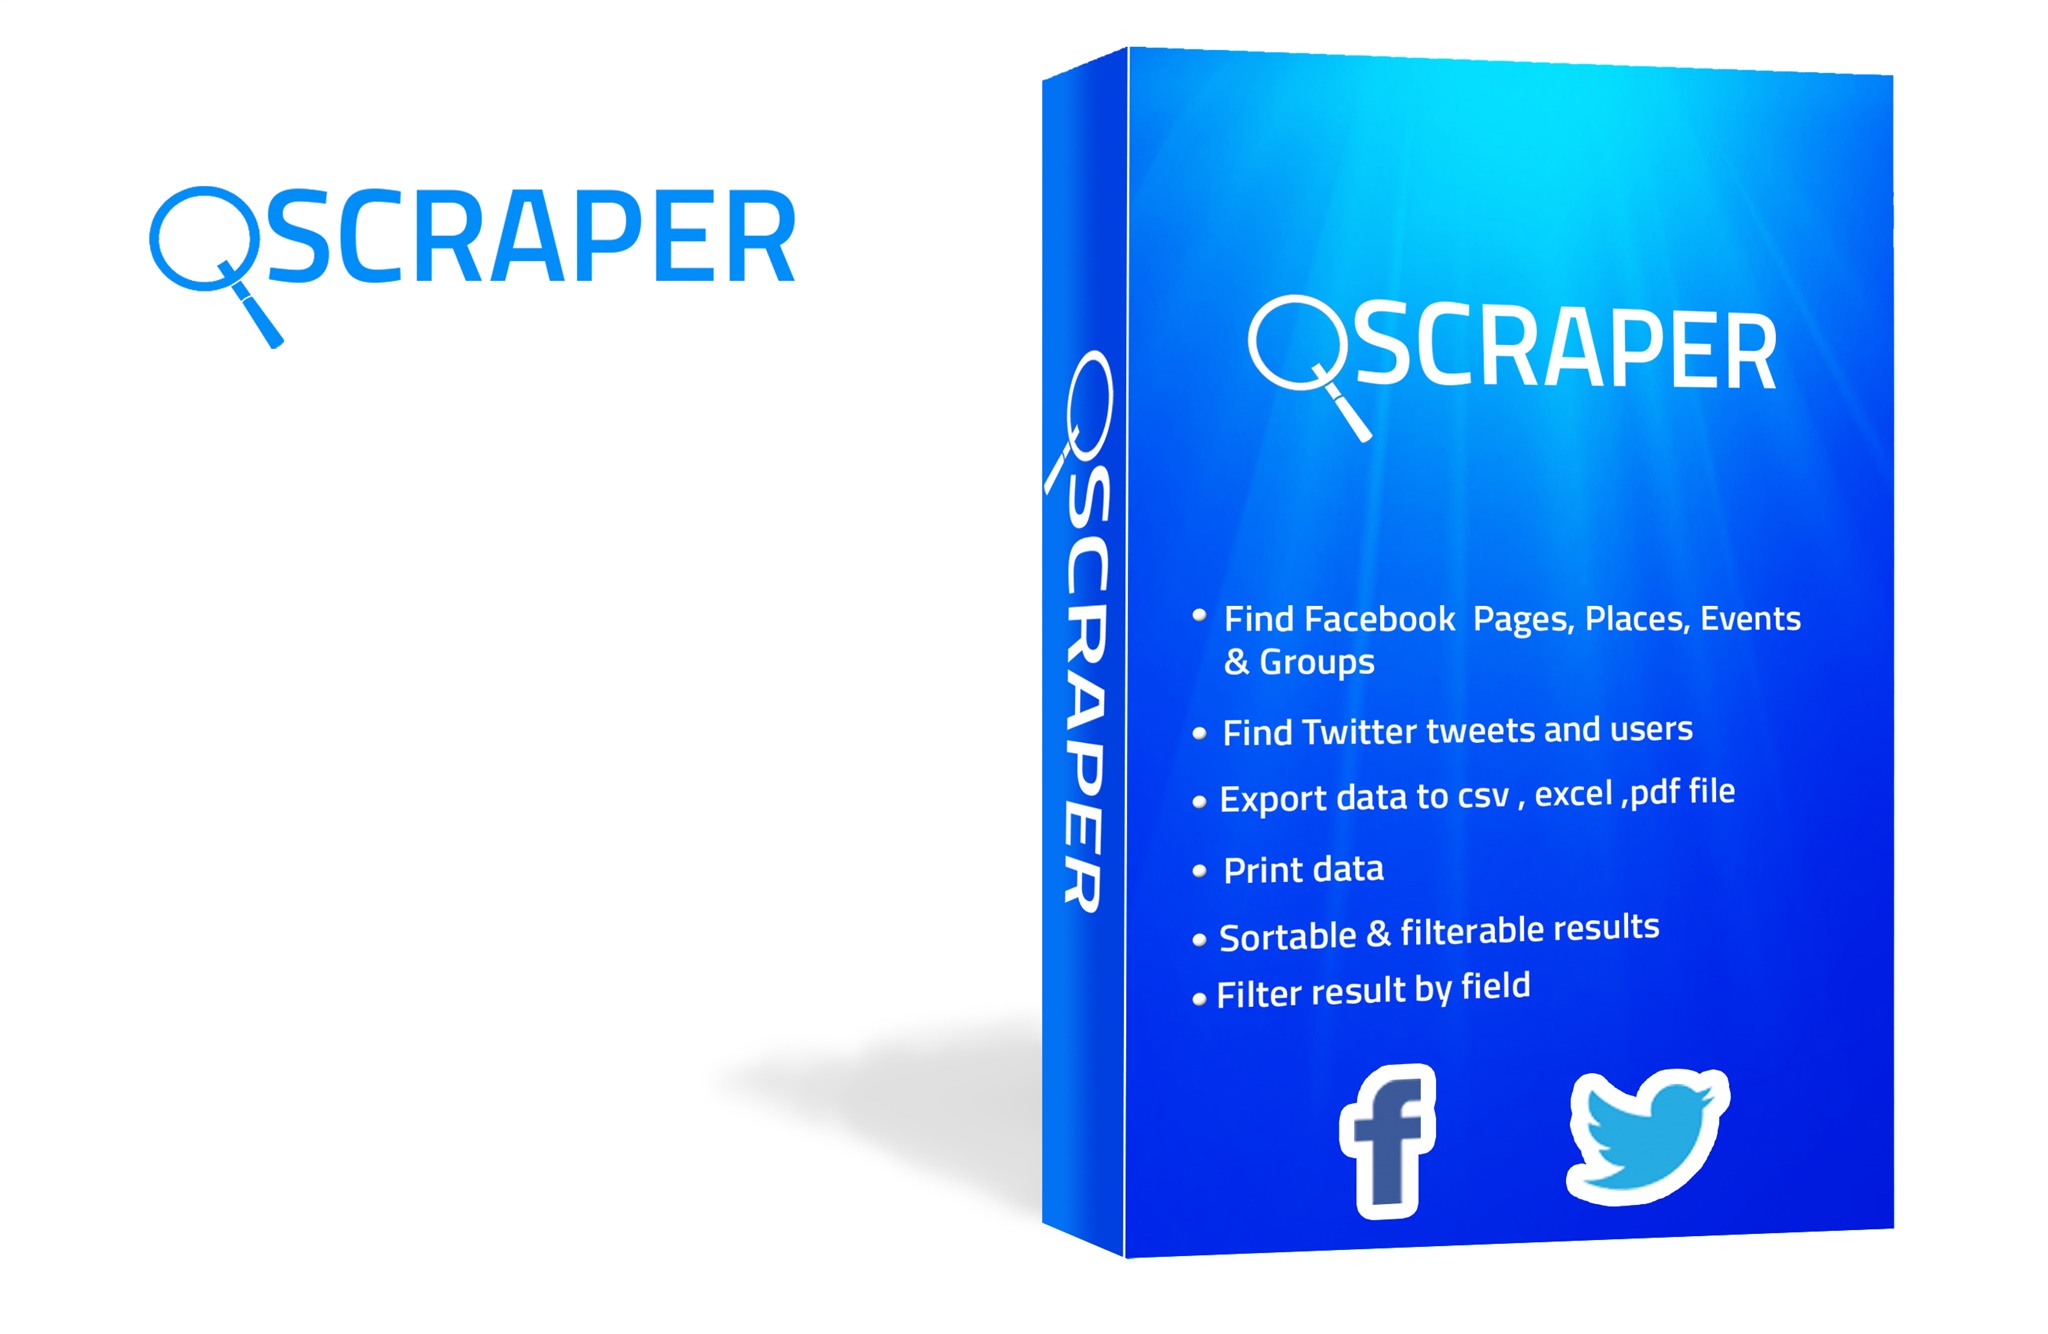 QSCRAPER
QSCRAPER
QSCRAPER
Find Facebook  Pages, Places, Events
& Groups
Find Twitter tweets and users
Export data to csv , excel ,pdf file
Print data
Sortable & filterable results
Filter result by field
f